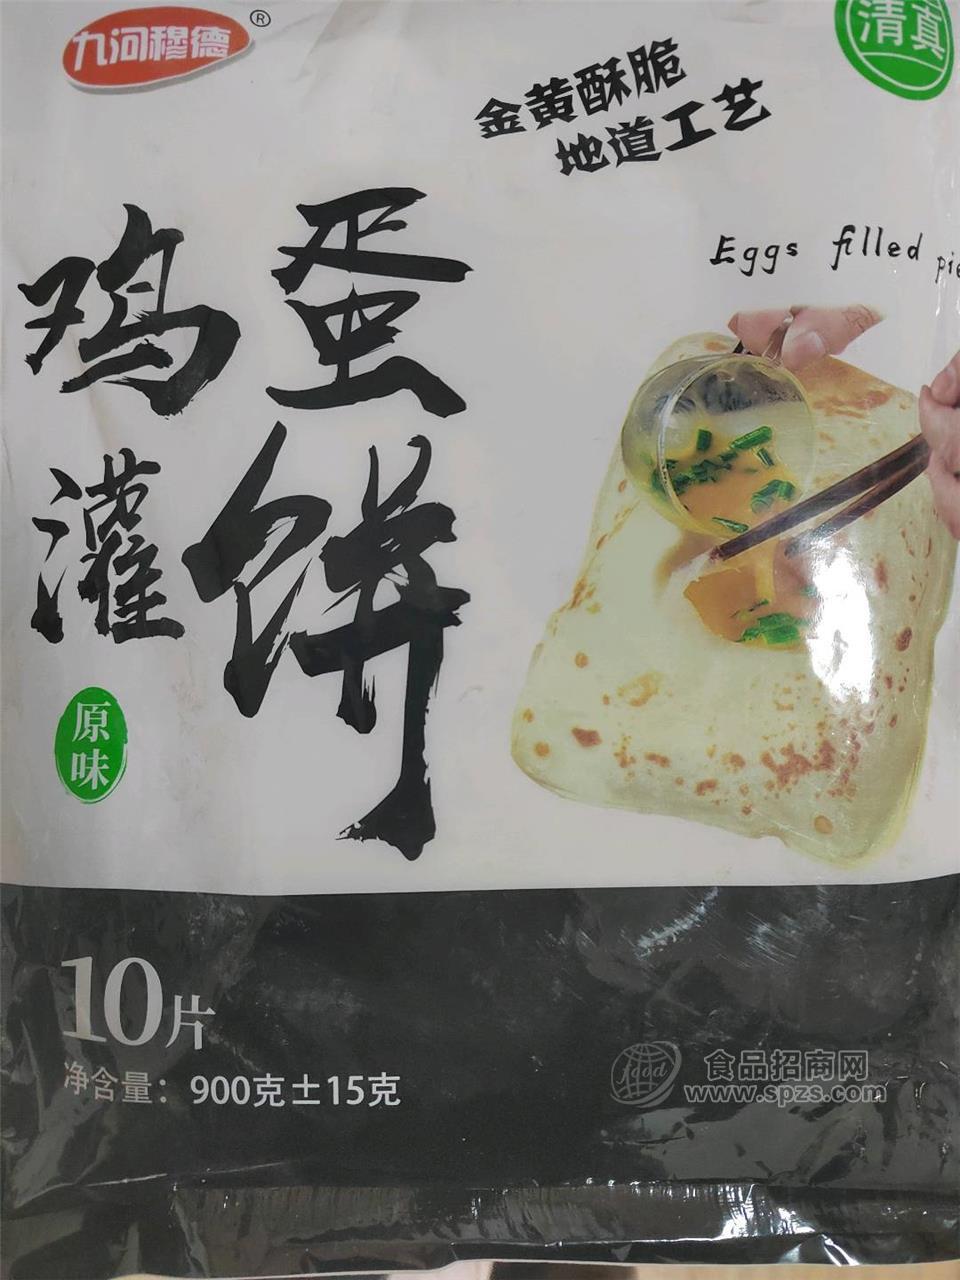 九河穆德®
清真
金黄酥脆
地道工艺
Eggs filled pie
鸡蛋
灌饼
原味
10片
净含量：900克±15克
food
食品招商网
www.spzs.com